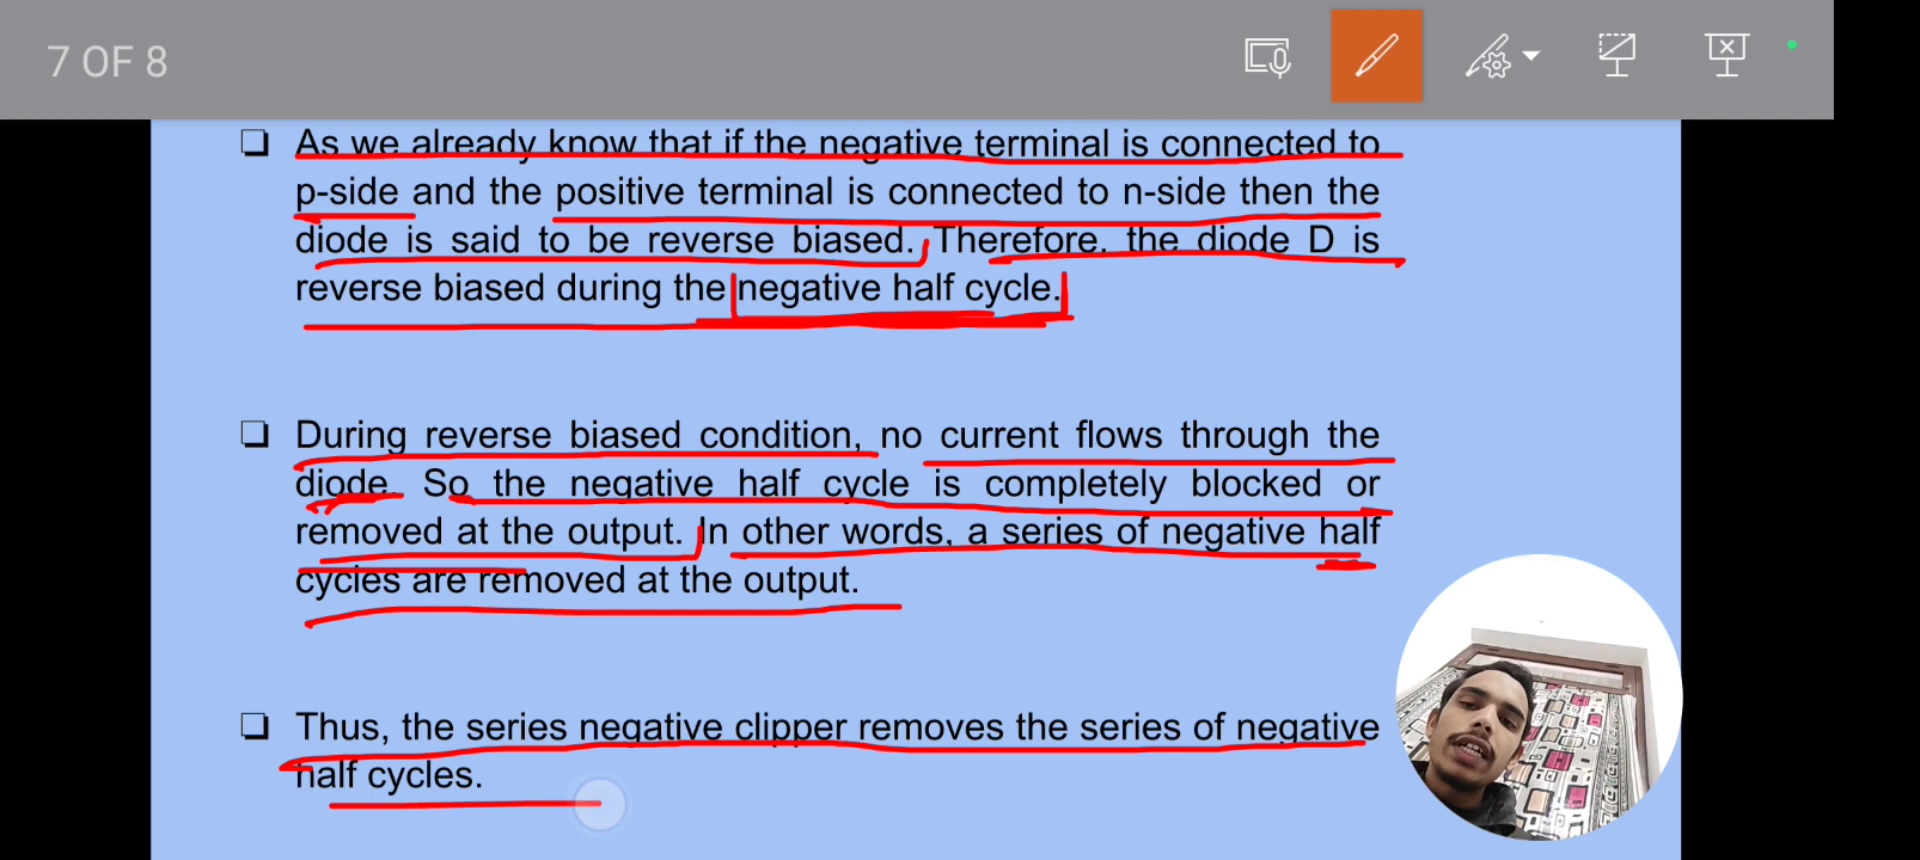 7 OF 8
As we already know that if the negative terminal is connected to
p-side and the positive terminal is connected to n-side then the
diode is said to be reverse biased. Therefore, the diode D is
reverse biased during the negative half cycle.
During reverse biased condition, no current flows through the
diode. So the negative half cycle is completely blocked or
removed at the output. In other words, a series of negative half
cycles are removed at the output.
Thus, the series negative clipper removes the series of negative
half cycles.